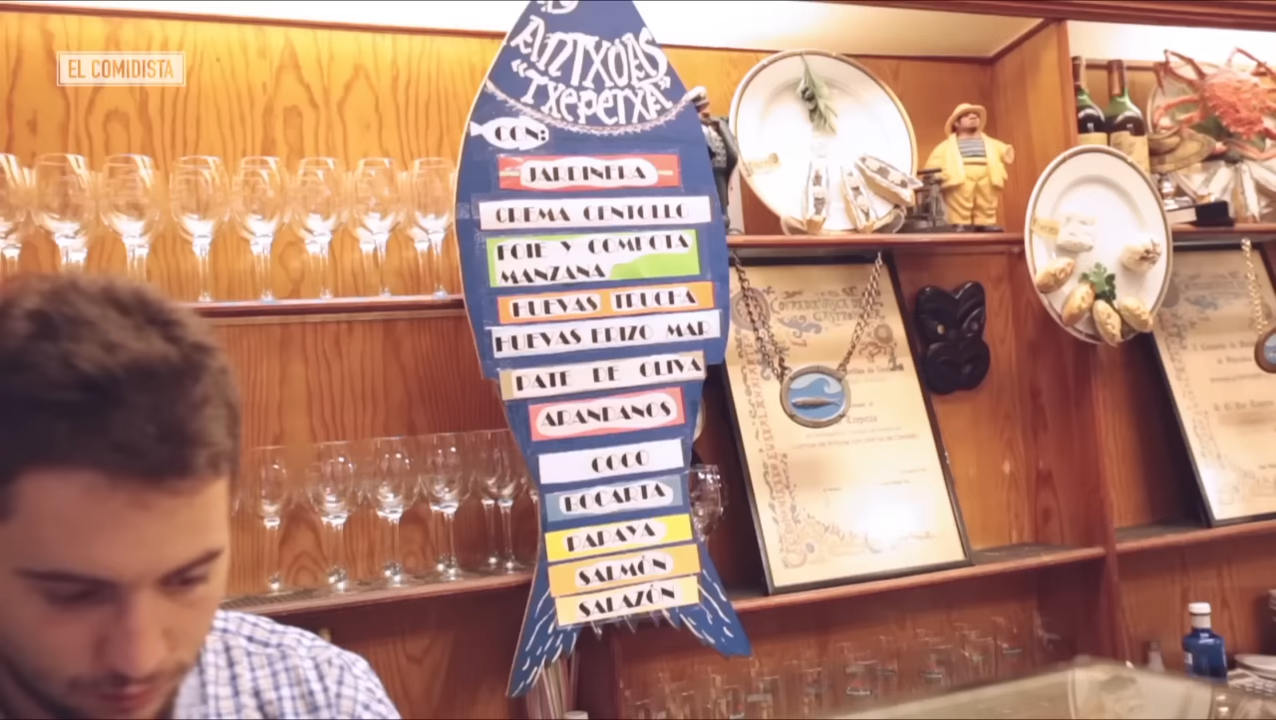 EL COMIDISTA
ANTXOAS
"TXEPETXA"
CON:
JARDINERA
CREMA CENTOLLO
FOIE Y COMPOTA
MANZANA
HUEVAS TRUCHA
HUEVAS ERIZO MAR
PATE DE OLIVA
ARANDANOS
COCO
BOCARTA
PAPAYA
SALMÓN
SALAZÓN